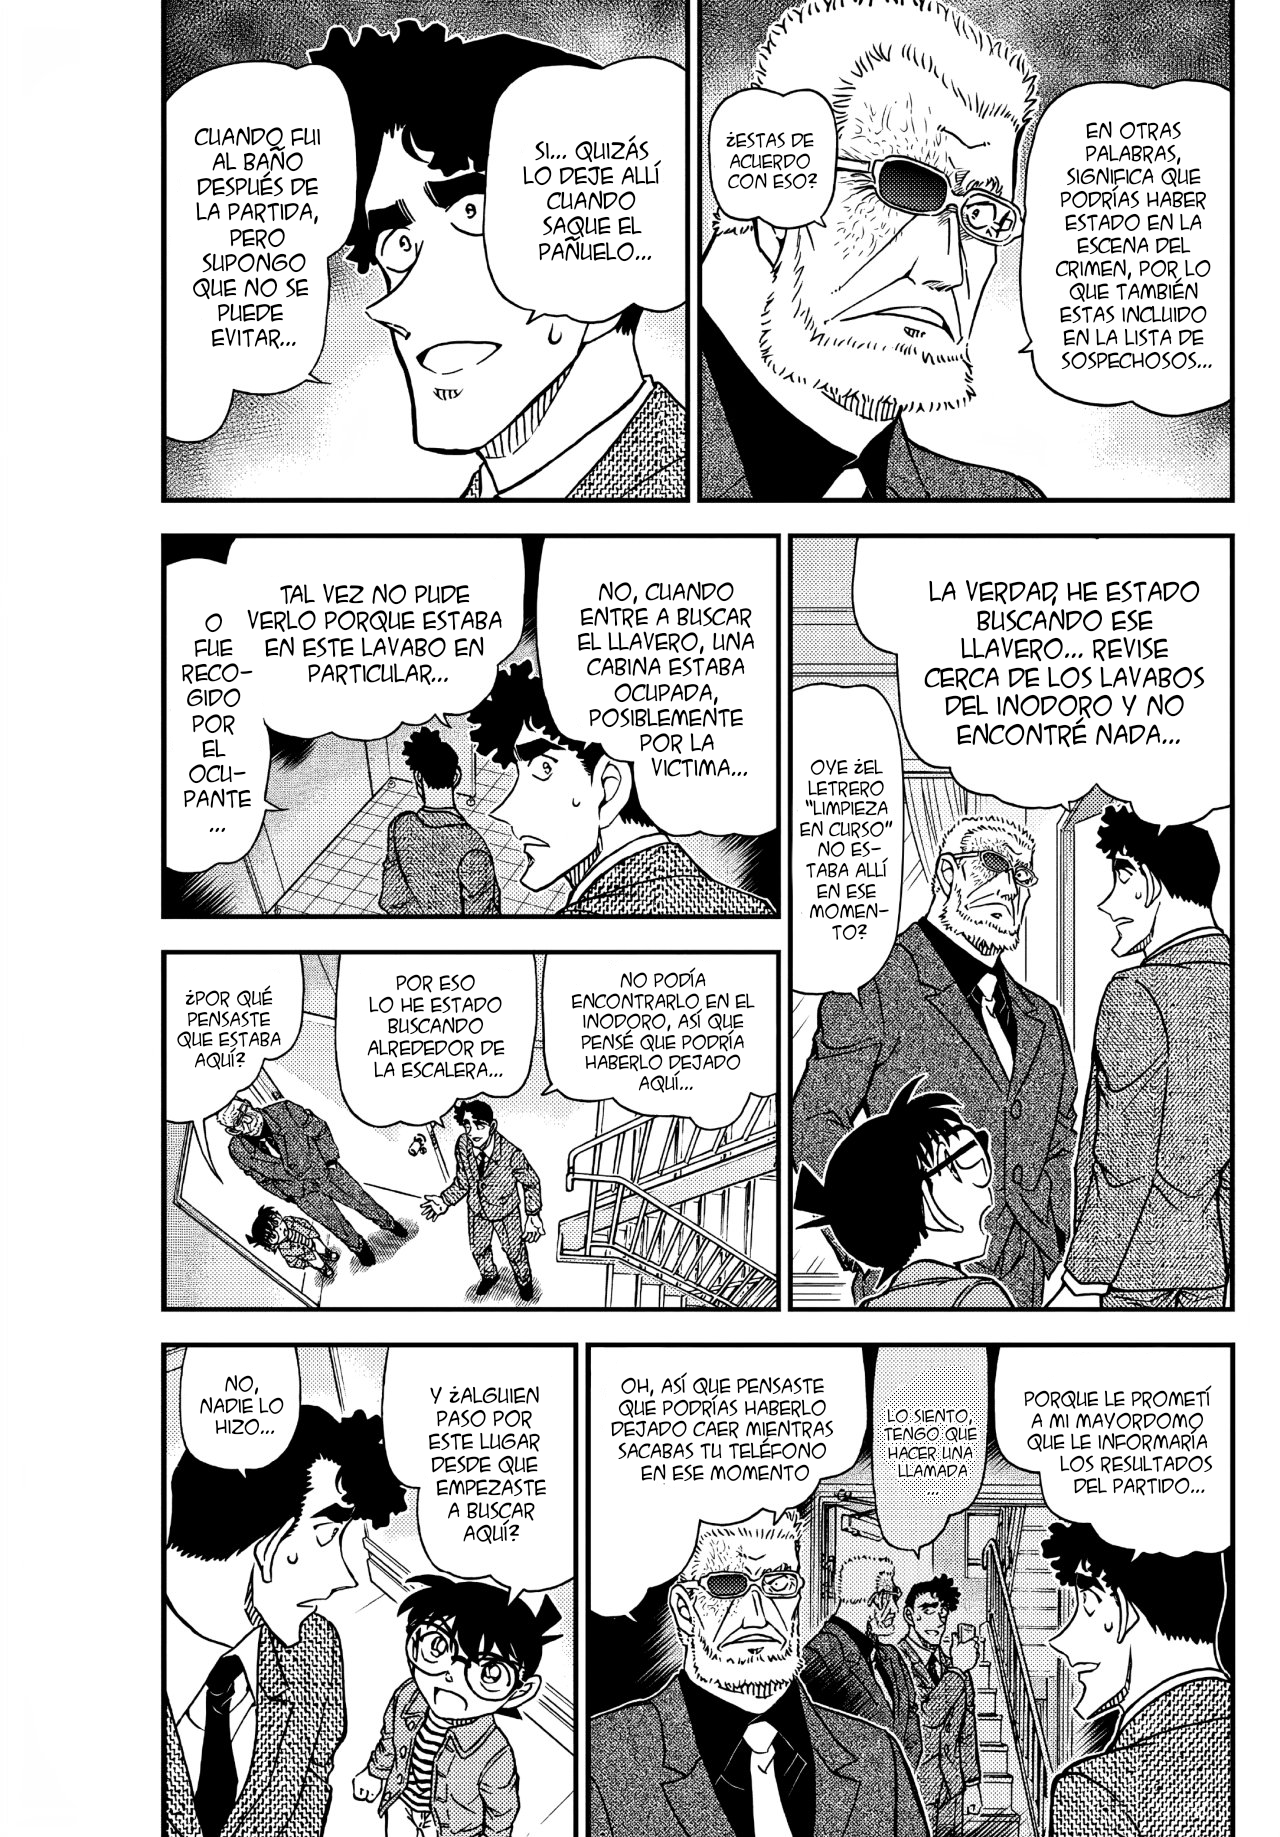 EN OTRAS
PALABRAS,
SIGNIFICA QUE
PODRÍAS HABER
ESTADO EN LA
ESCENA DEL
CRIMEN, POR LO
QUE TAMBIÉN
ESTAS INCLUIDO
EN LA LISTA DE
SOSPECHOSOS...
¿ESTAS DE
ACUERDO
CON ESO?
SI... QUIZÁS
LO DEJE ALLÍ
CUANDO
SAQUE EL
PAÑUELO...
CUANDO FUI
AL BAÑO
DESPUÉS DE
LA PARTIDA,
PERO
SUPONGO
QUE NO SE
PUEDE
EVITAR...
LA VERDAD, HE ESTADO
BUSCANDO ESE
LLAVERO... REVISE
CERCA DE LOS LAVABOS
DEL INODORO Y NO
ENCONTRÉ NADA...
OYE ¿EL
LETRERO
"LIMPIEZA
EN CURSO"
NO ES-
TABA ALLÍ
EN ESE
MOMEN-
TO?
NO, CUANDO
ENTRE A BUSCAR
EL LLAVERO, UNA
CABINA ESTABA
OCUPADA,
POSIBLEMENTE
POR LA
VICTIMA...
TAL VEZ NO PUDE
VERLO PORQUE ESTABA
EN ESTE LAVABO EN
PARTICULAR...
O
FUE
RECO-
GIDO
POR
EL
OCU-
PANTE
...
NO PODÍA
ENCONTRARLO EN EL
INODORO, ASÍ QUE
PENSÉ QUE PODRÍA
HABERLO DEJADO
AQUÍ...
POR ESO
LO HE ESTADO
BUSCANDO
ALREDEDOR DE
LA ESCALERA...
¿POR QUÉ
PENSASTE
QUE ESTABA
AQUÍ?
PORQUE LE PROMETÍ
A MI MAYORDOMO
QUE LE INFORMARÍA
LOS RESULTADOS
DEL PARTIDO...
LO SIENTO,
TENGO QUE
HACER UNA
LLAMADA
...
OH, ASÍ QUE PENSASTE
QUE PODRÍAS HABERLO
DEJADO CAER MIENTRAS
SACABAS TU TELÉFONO
EN ESE MOMENTO
Y ¿ALGUIEN
PASO POR
ESTE LUGAR
DESDE QUE
EMPEZASTE
A BUSCAR
AQUÍ?
NO,
NADIE LO
HIZO...